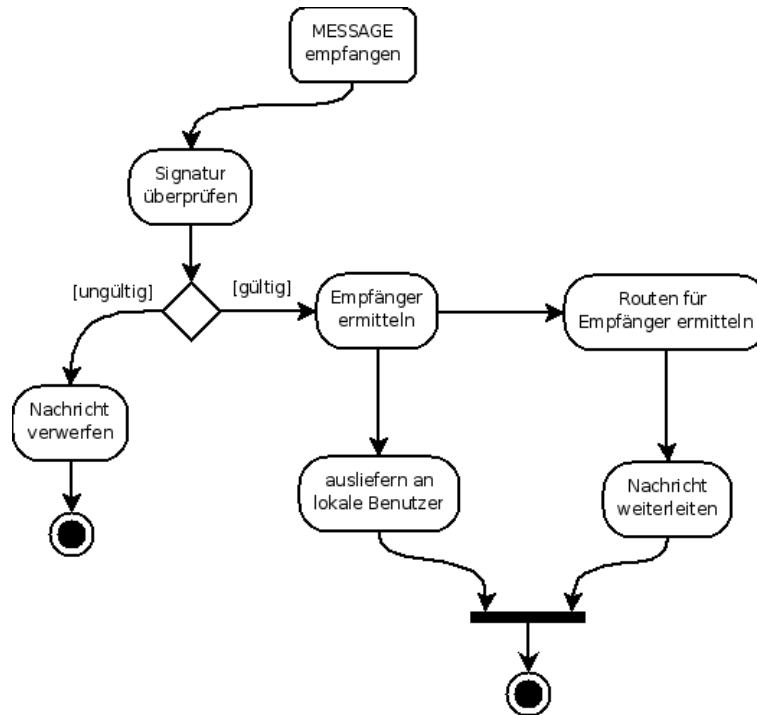 MESSAGE
empfangen
Signatur
überprüfen
[ungültig]
[gültig]
Empfänger
ermitteln
Routen für
Empfänger ermitteln
Nachricht
verwerfen
ausliefern an
lokale Benutzer
Nachricht
weiterleiten